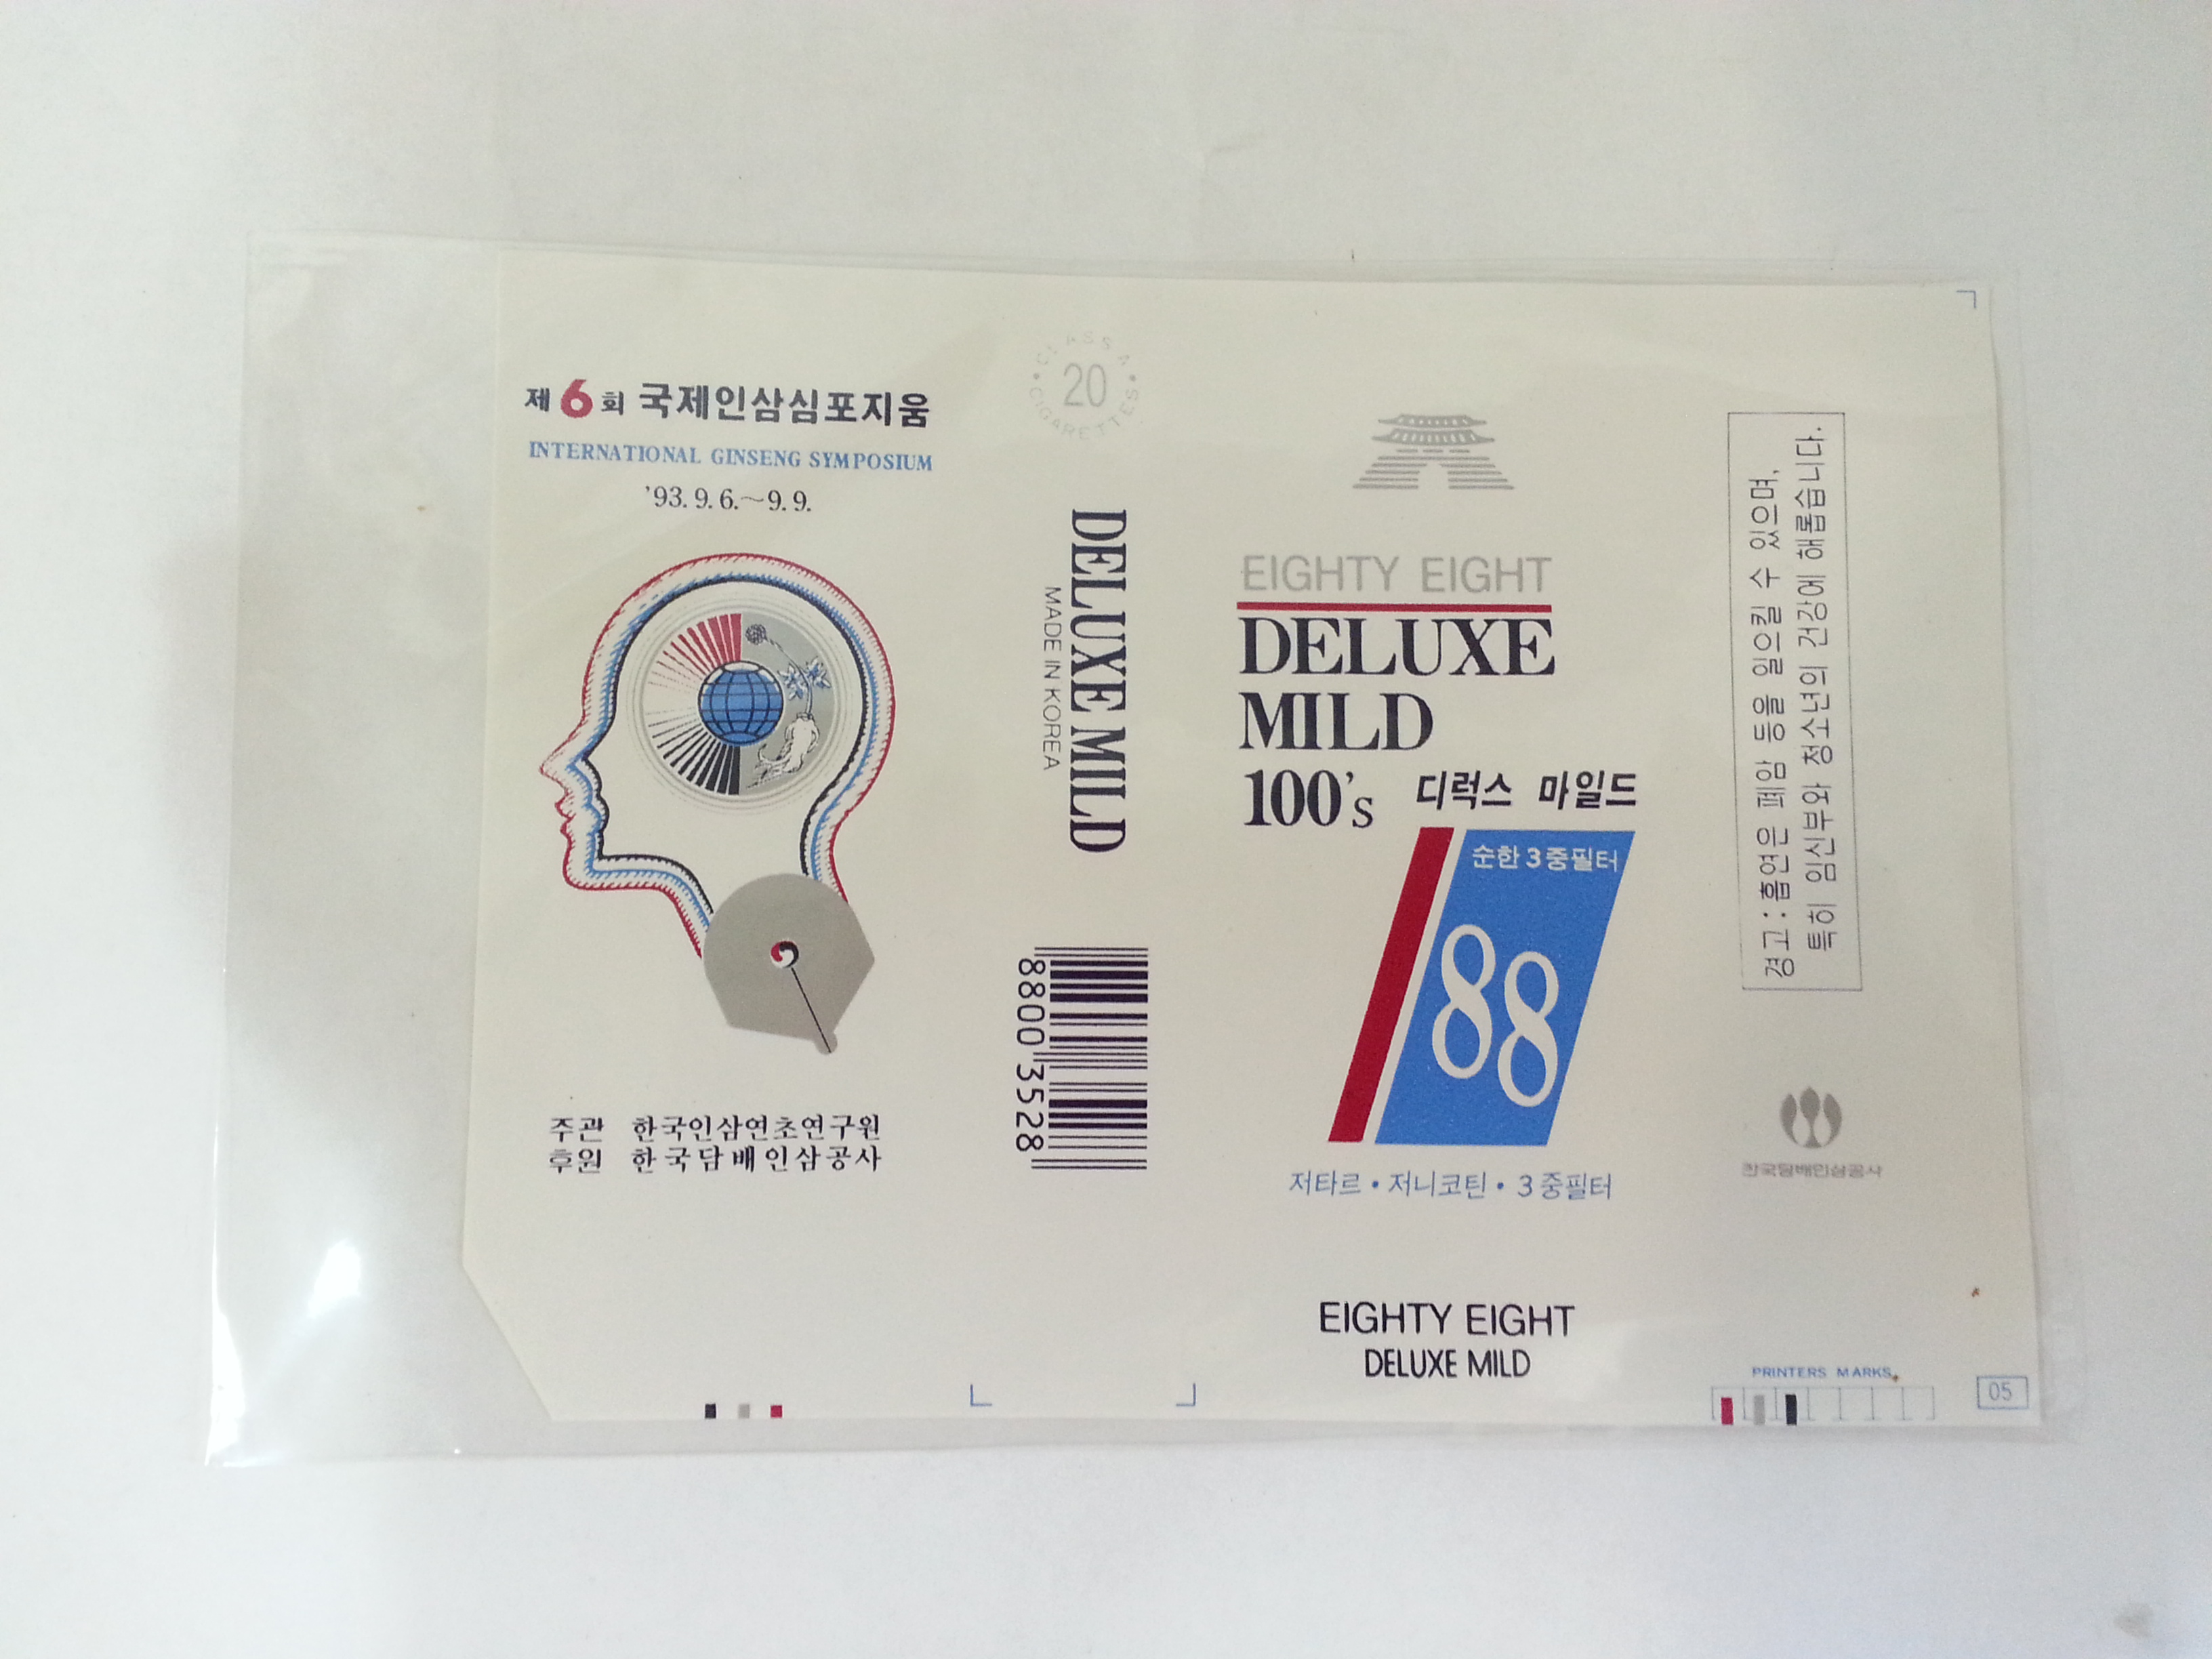 제6회 국제인삼심포지움
INTERNATIONAL GINSENG SYMPOSIUM
'93. 9. 6.~9. 9.
주관 한국인삼연초연구원
후원 한국담배인삼공사
CLASS A
20
CIGARETTES
DELUXE MILD
MADE IN KOREA
8800 3528
EIGHTY EIGHT
DELUXE
MILD
100's 디럭스 마일드
순한 3중필터
88
저타르 • 저니코틴 • 3중필터
EIGHTY EIGHT
DELUXE MILD
경고 : 흡연은 폐암 등을 일으킬 수 있으며,
특히 임신부와 청소년의 건강에 해롭습니다.
한국담배인삼공사
PRINTERS MARKS
05